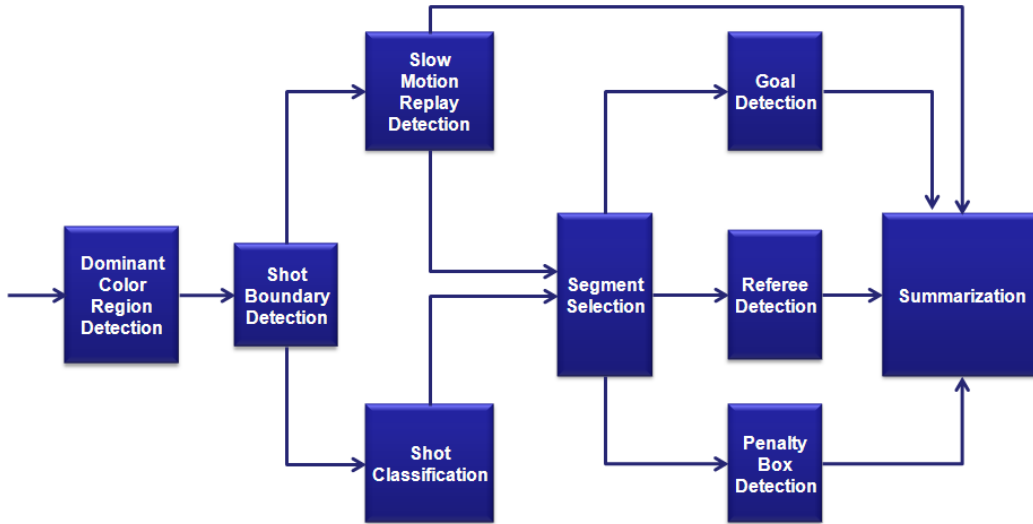 Slow
Motion
Replay
Detection
Goal
Detection
Dominant
Color
Region
Detection
Shot
Boundary
Detection
Segment
Selection
Referee
Detection
Summarization
Shot
Classification
Penalty
Box
Detection